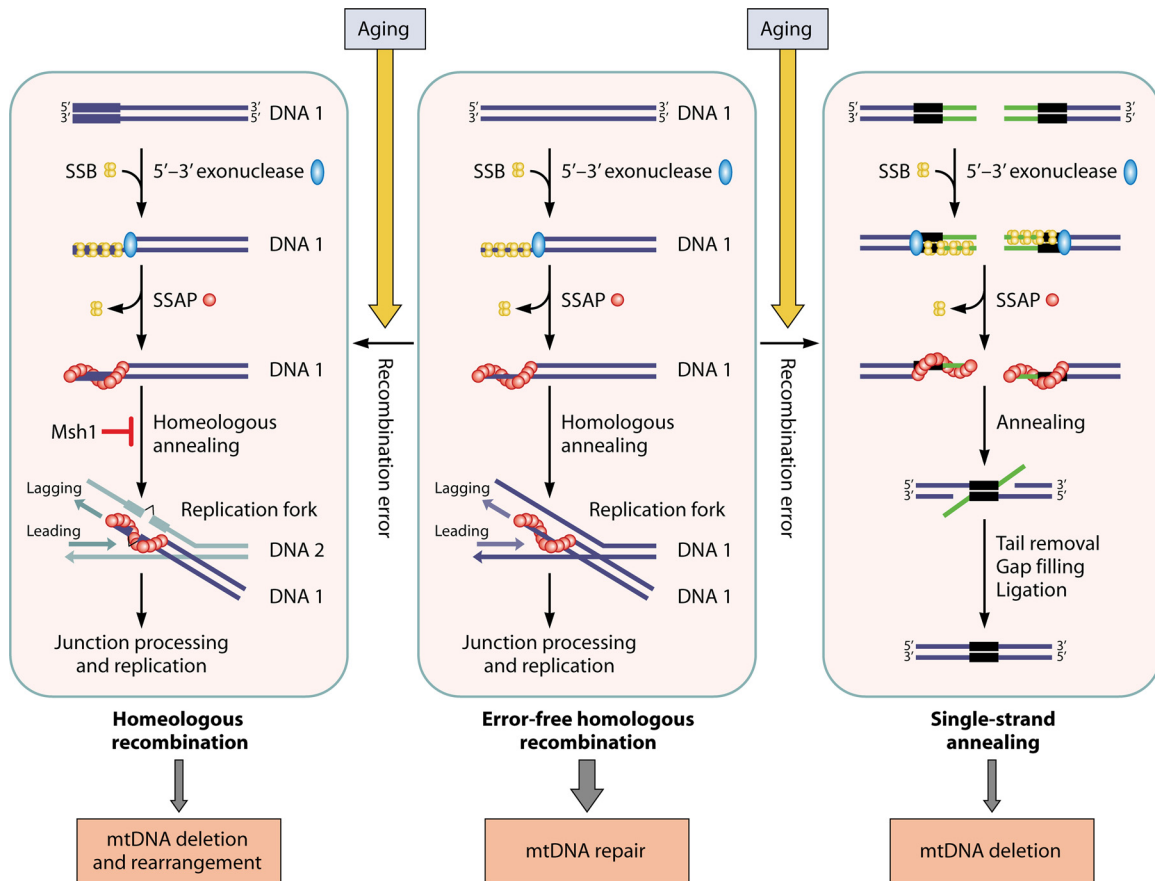 Aging
Aging
5’
3’
3’
5’
DNA 1
SSB
5’–3’ exonuclease
DNA 1
SSAP
DNA 1
Msh1
Homeologous
annealing
Lagging
Leading
Replication fork
DNA 2
DNA 1
Junction processing
and replication
Homeologous
recombination
mtDNA deletion
and rearrangement
Recombination error
5’
3’
3’
5’
DNA 1
SSB
5’–3’ exonuclease
DNA 1
SSAP
DNA 1
Homologous
annealing
Lagging
Leading
Replication fork
DNA 1
DNA 1
Junction processing
and replication
Error-free homologous
recombination
mtDNA repair
Recombination error
5’
3’
3’
5’
SSB
5’–3’ exonuclease
SSAP
Annealing
5’
3’
3’
5’
Tail removal
Gap filling
Ligation
5’
3’
3’
5’
Single-strand
annealing
mtDNA deletion